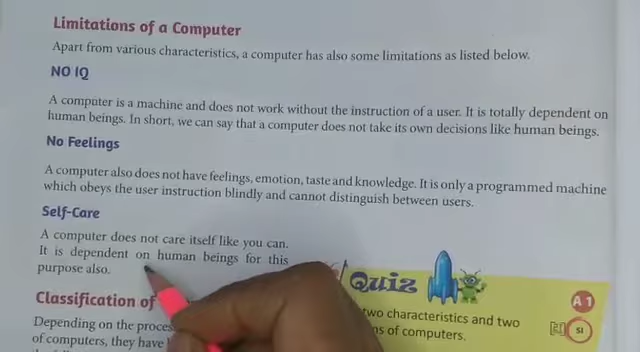 Limitations of a Computer
Apart from various characteristics, a computer has also some limitations as listed below.
NO IQ
A computer is a machine and does not work without the instruction of a user. It is totally dependent on
human beings. In short, we can say that a computer does not take its own decisions like human beings.
No Feelings
A computer also does not have feelings, emotion, taste and knowledge. It is only a programmed machine
which obeys the user instruction blindly and cannot distinguish between users.
Self-Care
A computer does not care itself like you can.
It is dependent on human beings for this
purpose also.
Classification of
Depending on the
of computers, they have
Quiz
A 1
two characteristics and two
of computers.
SI